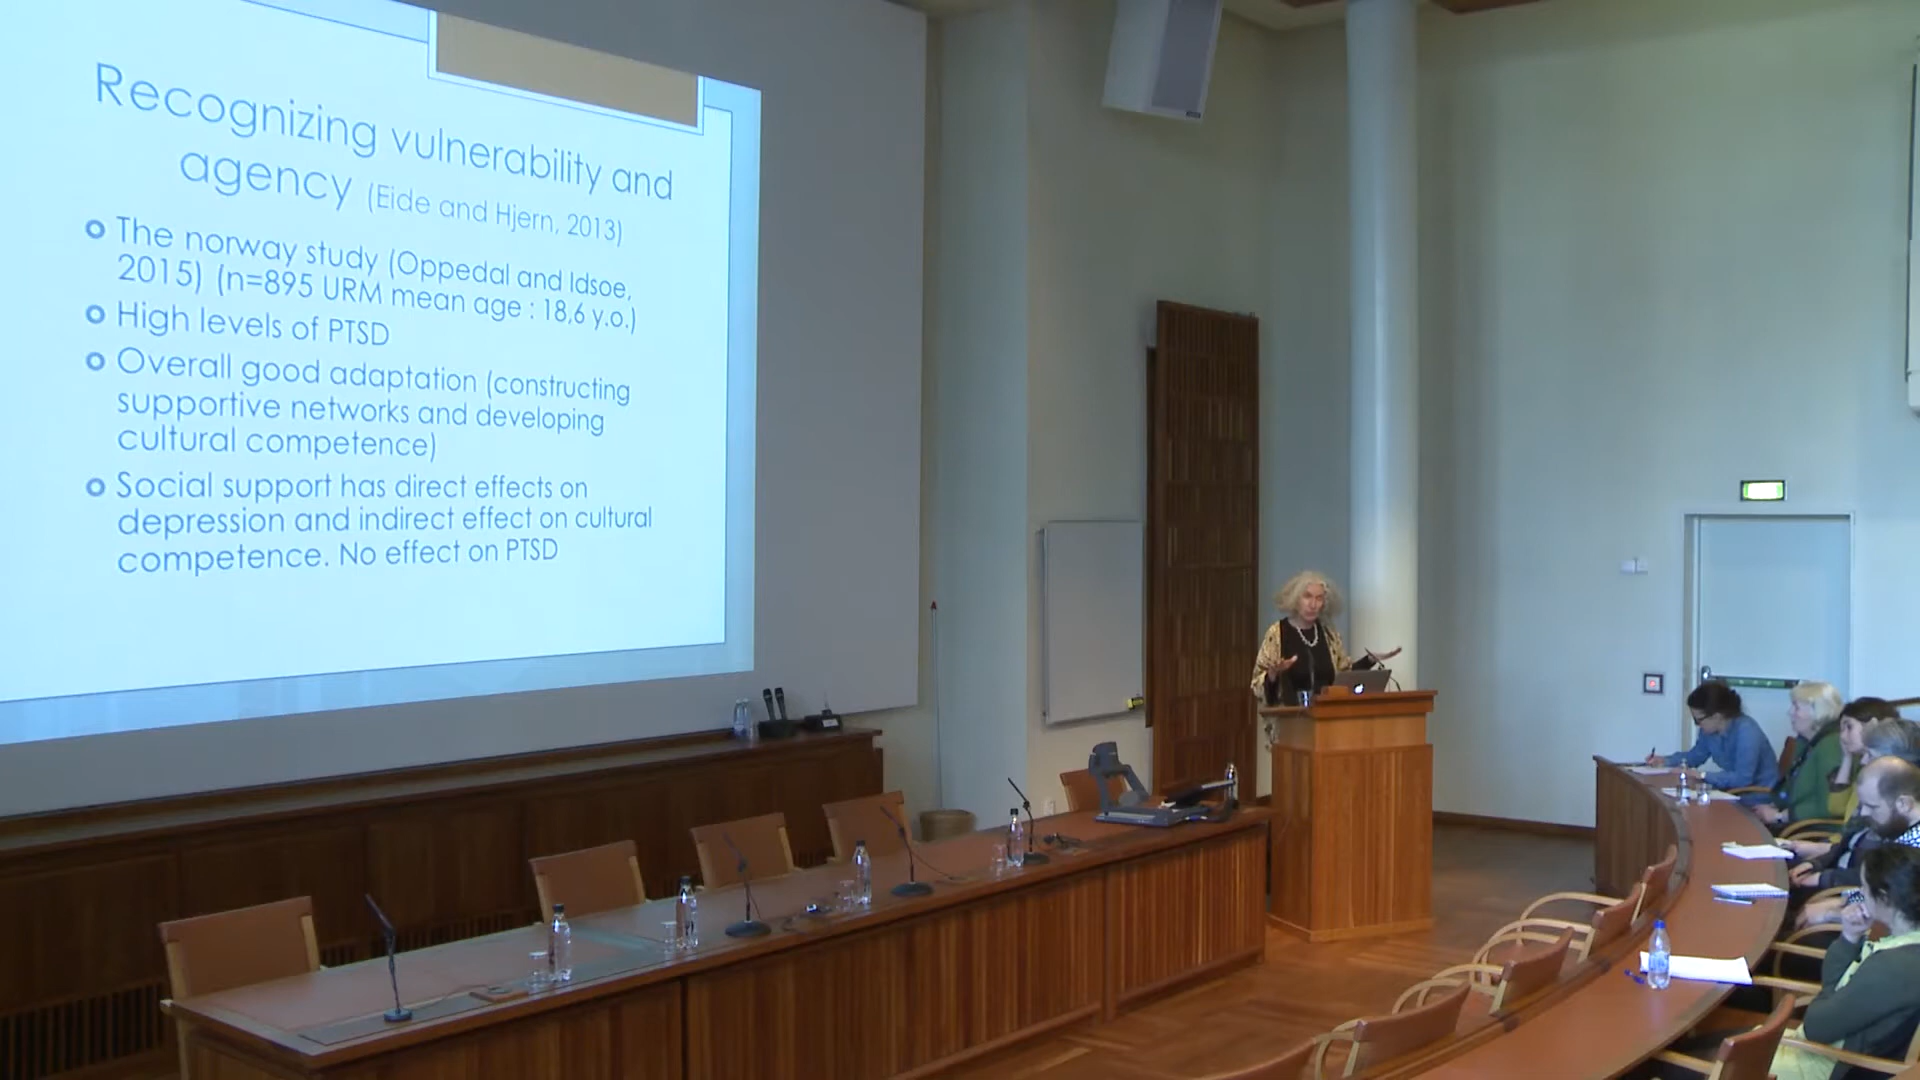 Recognizing vulnerability and
agency (Eide and Hjern, 2013)
The norway study (Oppedal and Idsoe,
2015) (n=895 URM mean age : 18,6 y.o.)
High levels of PTSD
Overall good adaptation (constructing
supportive networks and developing
cultural competence)
Social support has direct effects on
depression and indirect effect on cultural
competence. No effect on PTSD